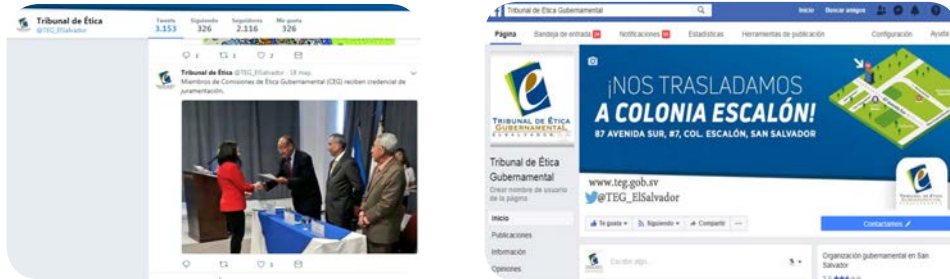 Tribunal de Ética
@TEG_ElSalvador
Tweets
3.153
Siguiendo
326
Seguidores
2.116
Me gusta
326
1
1
2
Tribunal de Ética @TEG_ElSalvador · 18 may.
Miembros de Comisiones de Ética Gubernamental (CEG) reciben credencial de
juramentación.
3
Tribunal de Ética Gubernamental
Inicio
Buscar amigos
Página
Bandeja de entrada
Notificaciones
Estadísticas
Herramientas de publicación
Configuración
Ayuda
TRIBUNAL DE ÉTICA
GUBERNAMENTAL
EL SALVADOR
¡NOS TRASLADAMOS
A COLONIA ESCALÓN!
87 AVENIDA SUR, #7, COL. ESCALÓN, SAN SALVADOR
Tribunal de Ética
Gubernamental
Crear nombre de usuario
de la página
www.teg.gob.sv
@TEG_ElSalvador
Te gusta
Siguiendo
Compartir
Contactarnos
Inicio
Publicaciones
Información
Opiniones
Escribe algo...
Organización gubernamental en San
Salvador